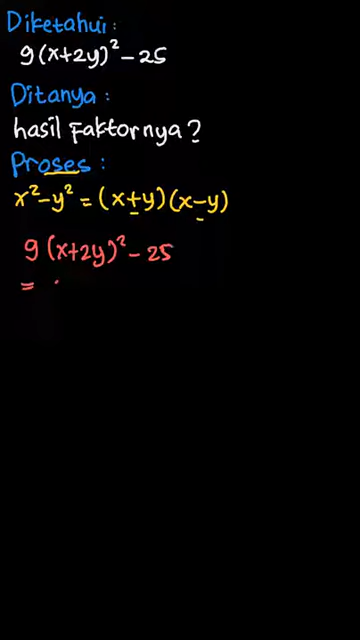 Diketahui :
9(x+2y)² - 25
Ditanya :
hasil Faktornya ?
Proses :
x² - y² = (x+y)(x-y)
9(x+2y)² - 25
=